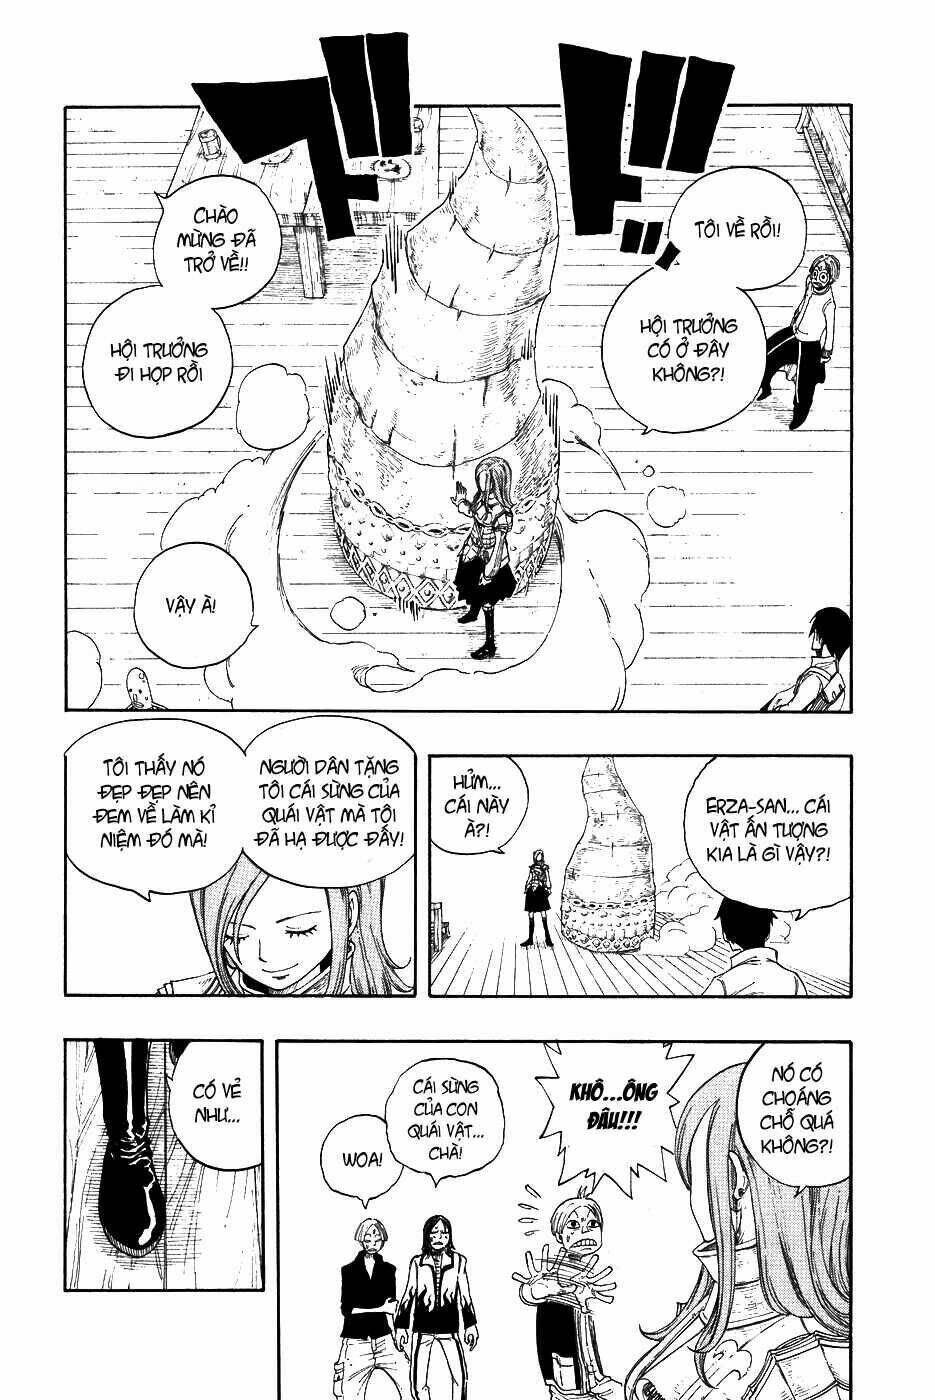 ドドドド
TÔI VỀ RỒI!
HỘI TRƯỞNG
CÓ Ở ĐÂY
KHÔNG?!
CHÀO
MỪNG ĐÃ
TRỞ VỀ!!
HỘI TRƯỞNG
ĐI HỌP RỒI
VẬY À!
ERZA-SAN... CÁI
VẬT ẤN TƯỢNG
KIA LÀ GÌ VẬY?!
HỬM...
CÁI NÀY
À?!
NGƯỜI DÂN TẶNG
TÔI CÁI SỪNG CỦA
QUÁI VẬT MÀ TÔI
ĐÃ HẠ ĐƯỢC ĐẤY!
TÔI THẤY NÓ
ĐẸP ĐẸP NÊN
ĐEM VỀ LÀM KỈ
NIỆM ĐÓ MÀ!
NÓ CÓ
CHOÁNG
CHỖ QUÁ
KHÔNG?!
KHÔ...ÔNG
ĐÂU!!!
CÁI SỪNG
CỦA CON
QUÁI VẬT...
CHÀ!
WOA!
CÓ VẺ
NHƯ...